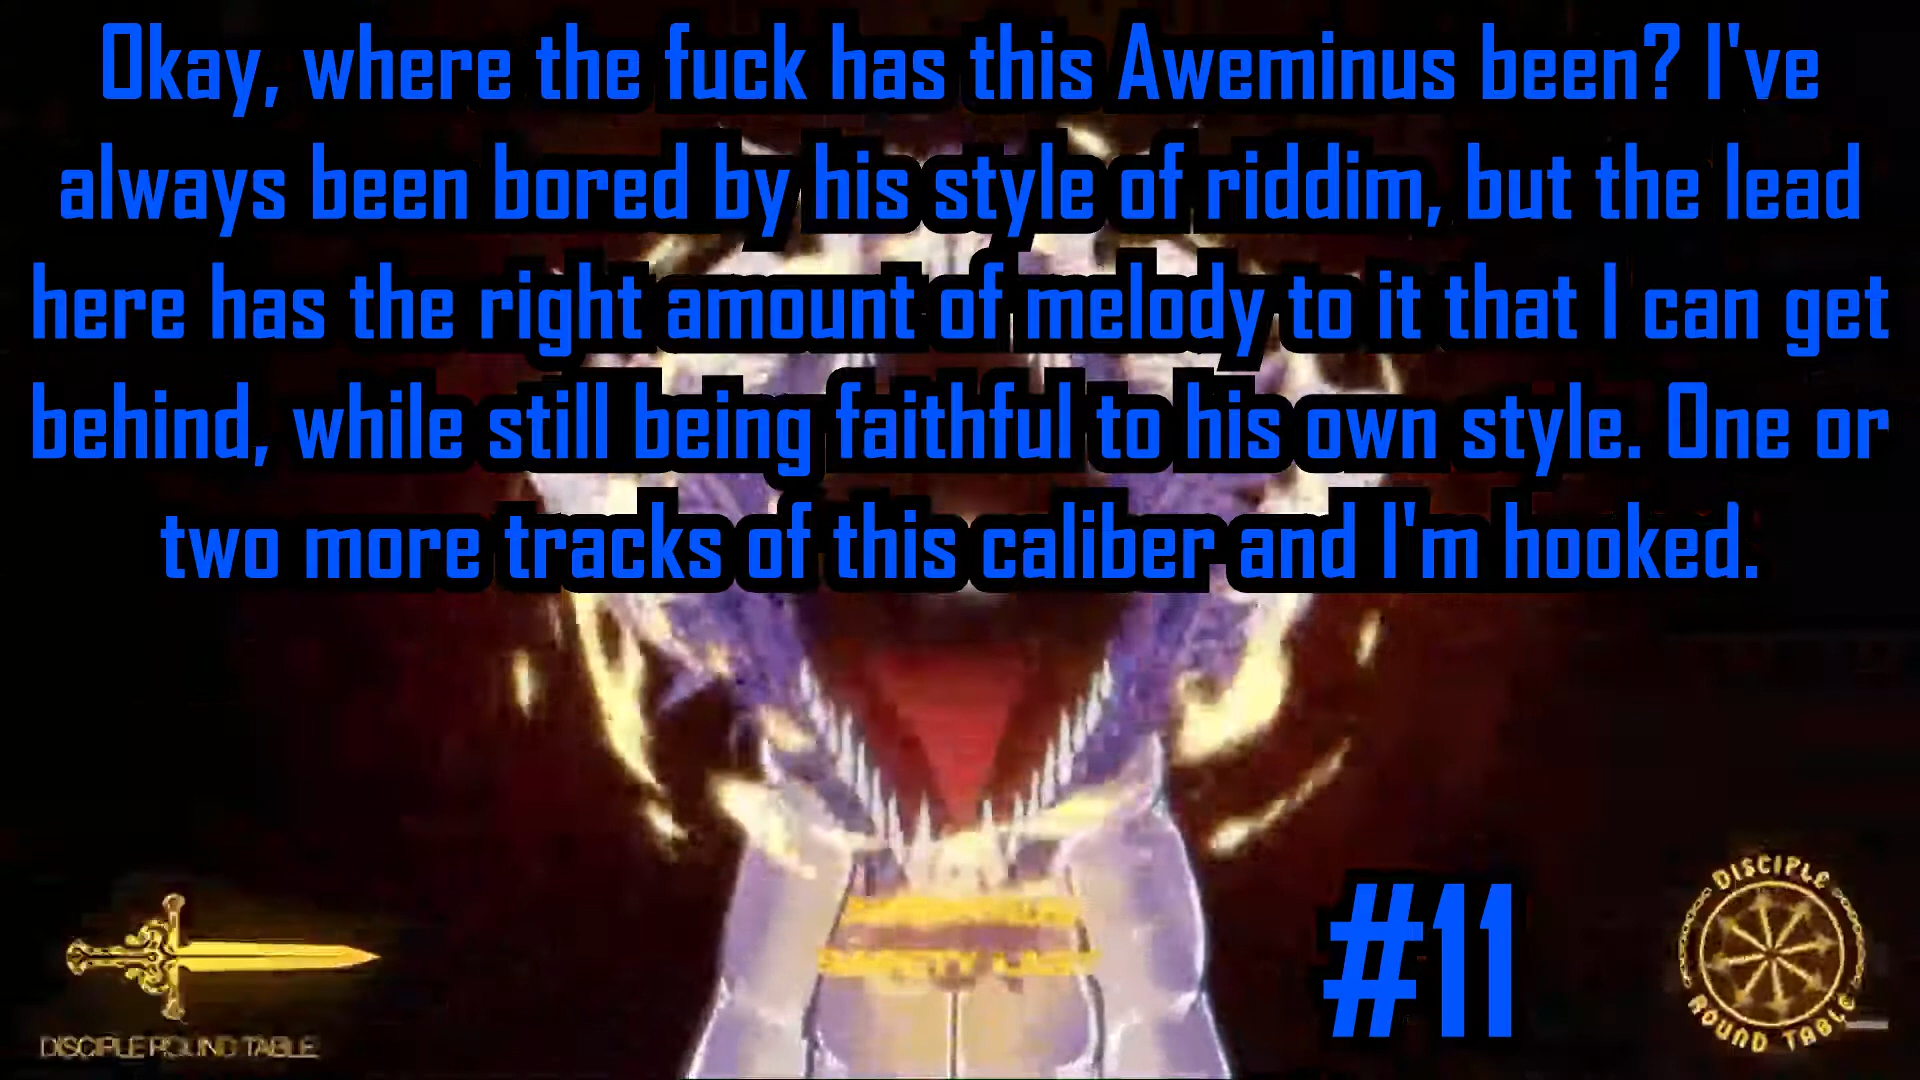 Okay, where the fuck has this Aweminus been? I've
always been bored by his style of riddim, but the lead
here has the right amount of melody to it that I can get
behind, while still being faithful to his own style. One or
two more tracks of this caliber and I'm hooked.
#11
DISCIPLE
ROUND TABLE
DISCIPLE ROUND TABLE